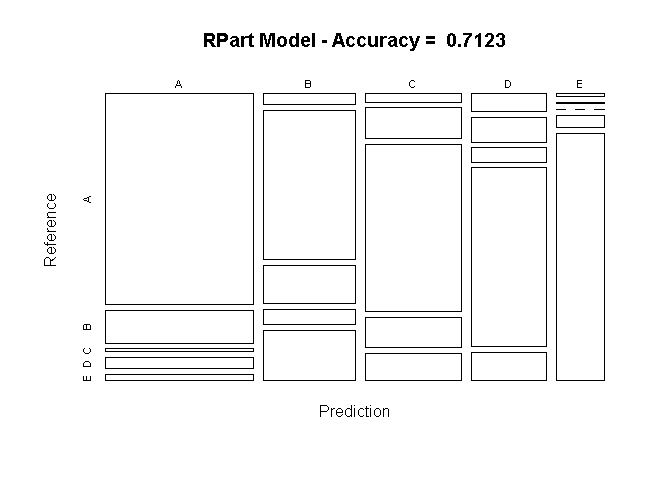 RPart Model - Accuracy = 0.7123
A B C D E
Reference
A
B
C
D
E
Prediction